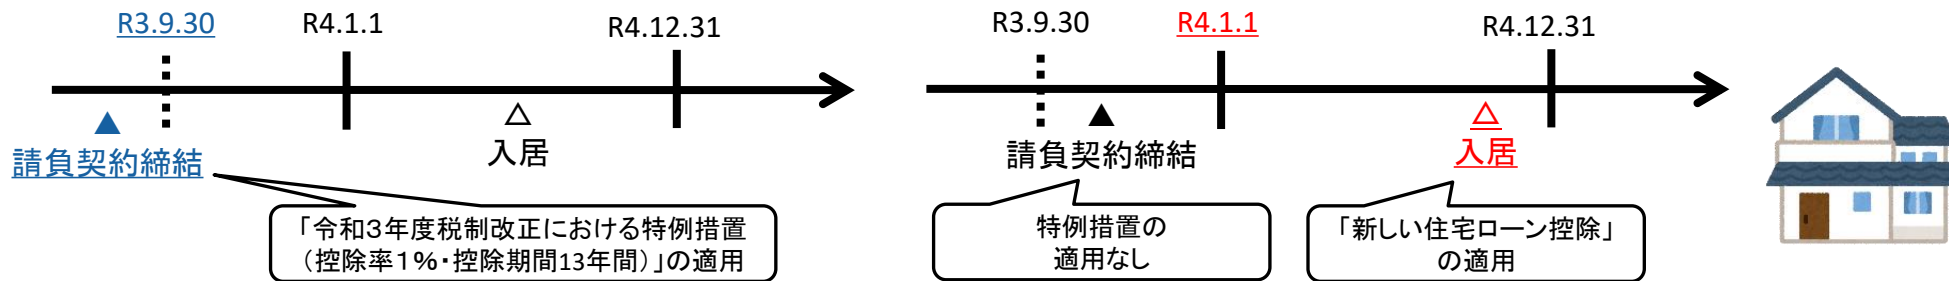 R3.9.30
R4.1.1
R4.12.31
請負契約締結
入居
「令和3年度税制改正における特例措置
（控除率1%・控除期間13年間）」の適用
R3.9.30
R4.1.1
R4.12.31
請負契約締結
入居
特例措置の
適用なし
「新しい住宅ローン控除」
の適用